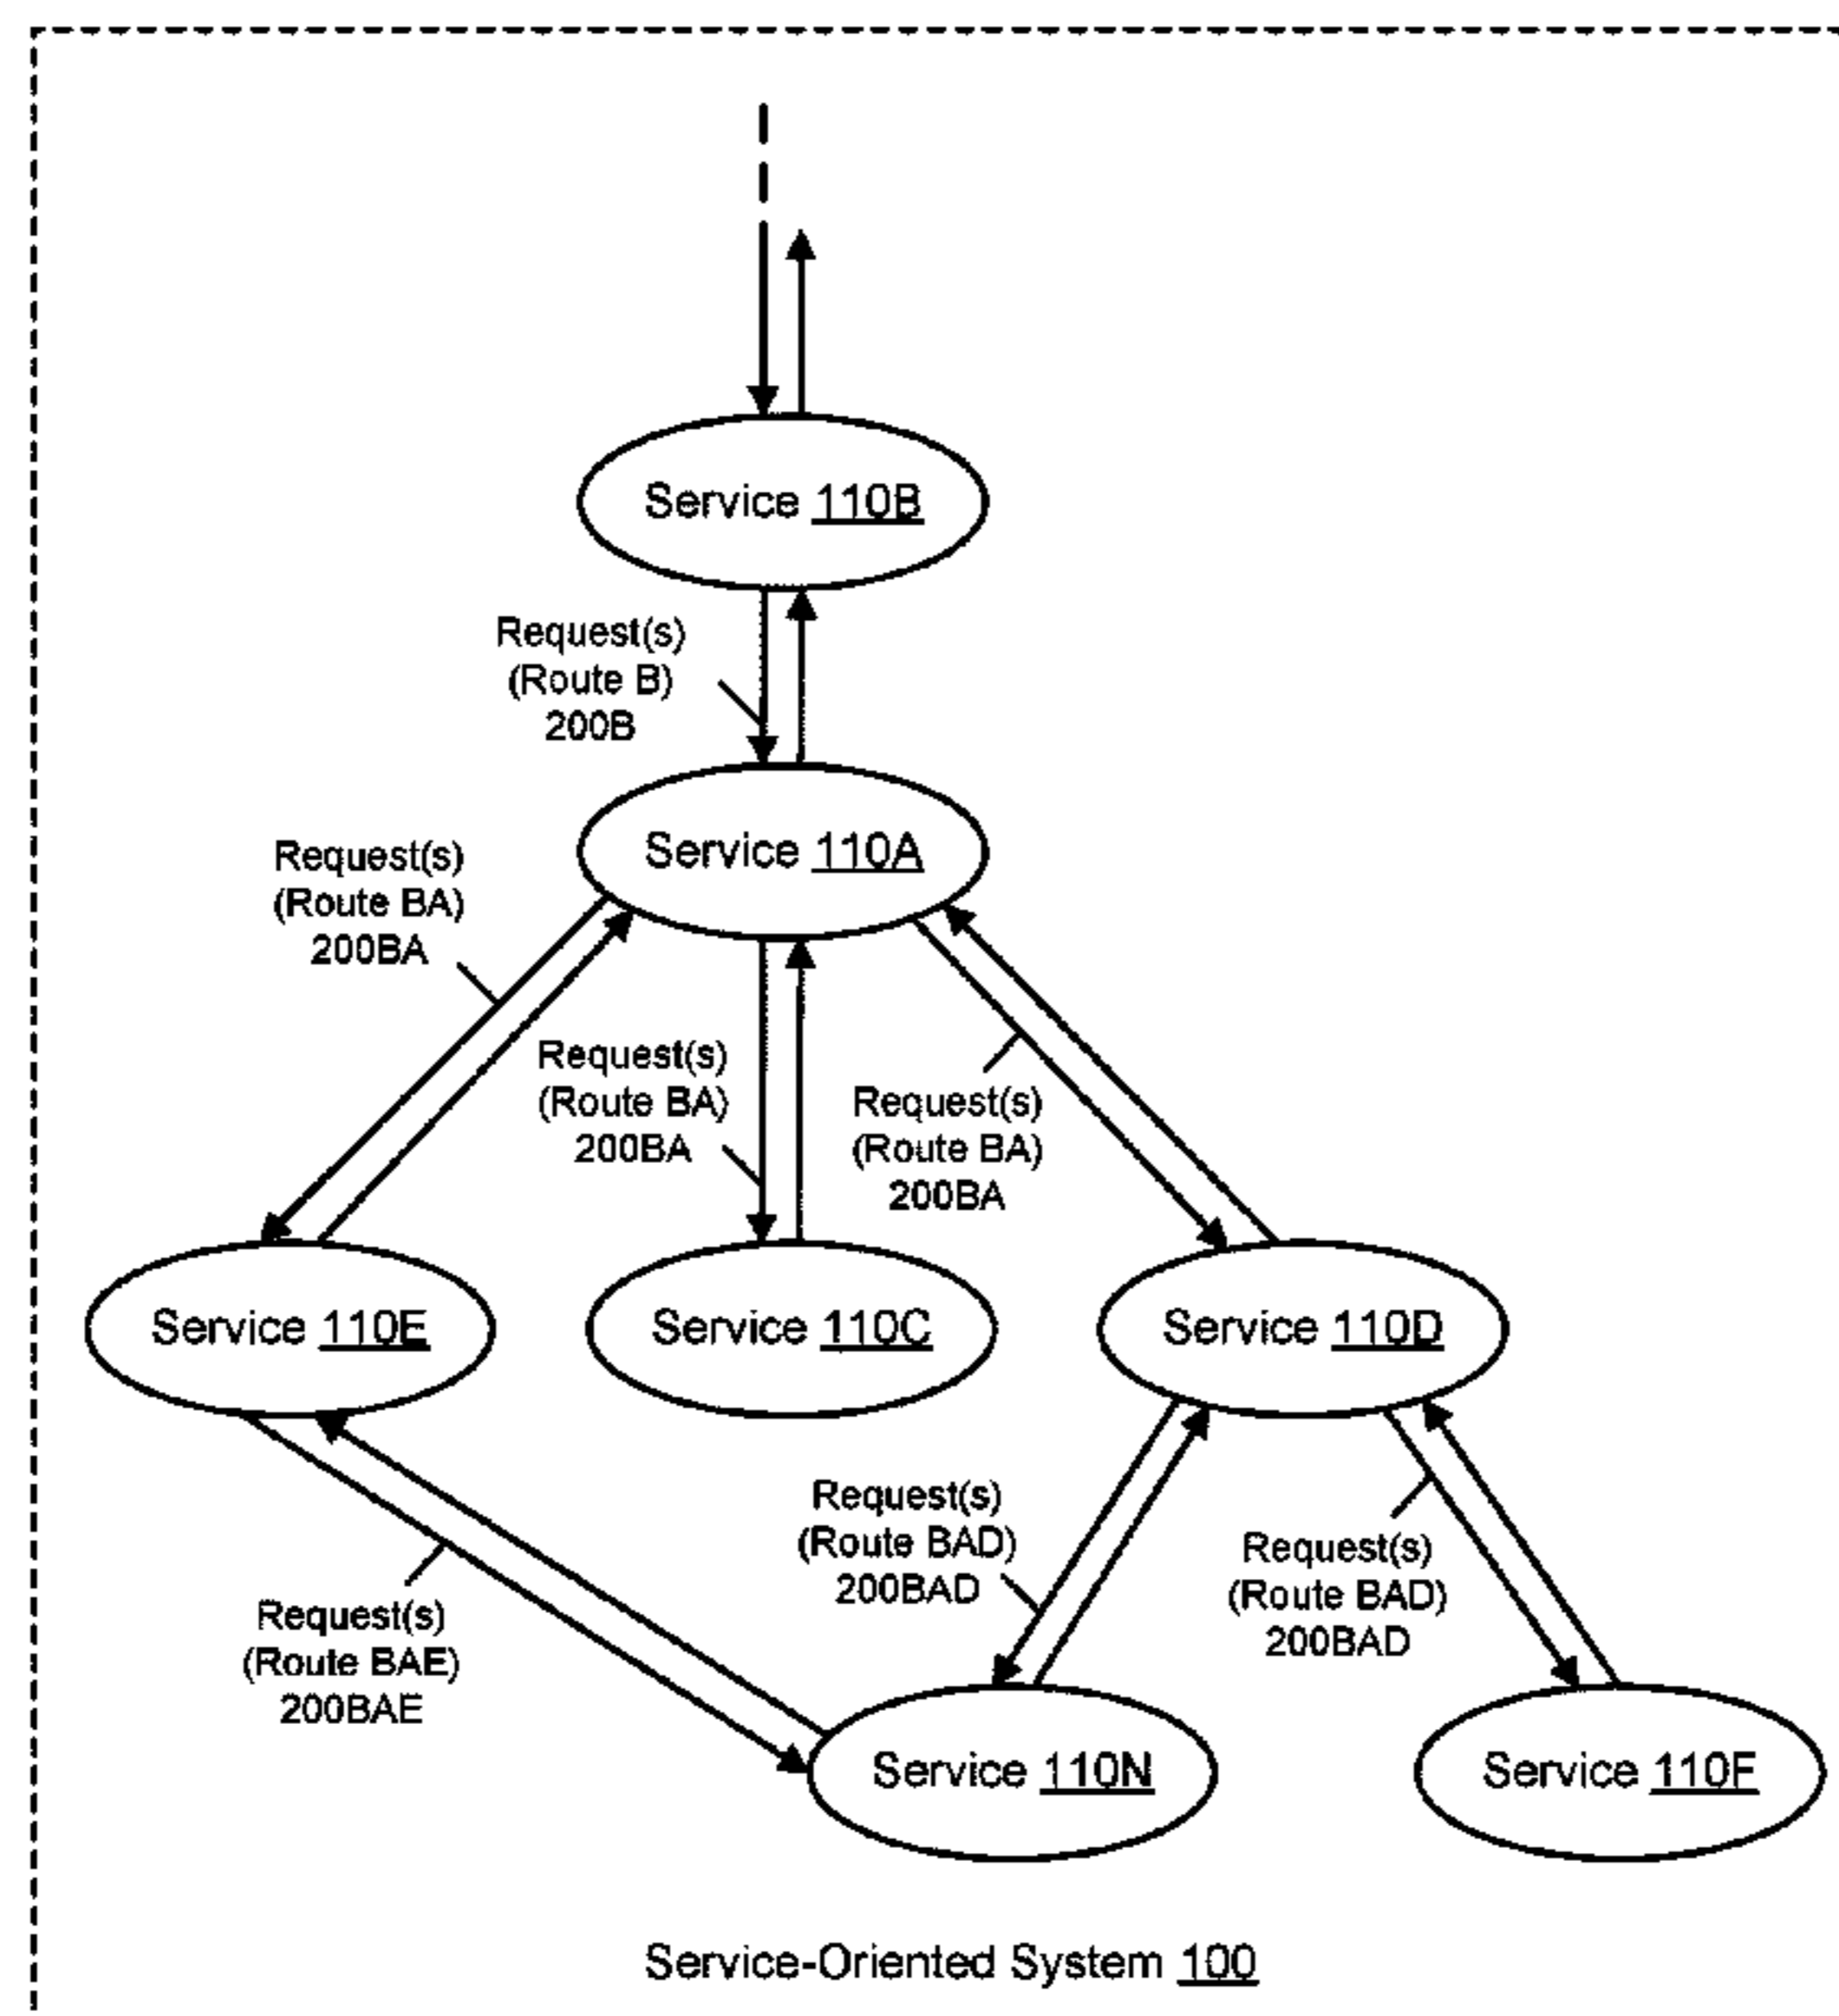 Service 110B
Request(s)
(Route B)
200B
Service 110A
Request(s)
(Route BA)
200BA
Request(s)
(Route BA)
200BA
Request(s)
(Route BA)
200BA
Service 110E
Service 110C
Service 110D
Request(s)
(Route BAD)
200BAD
Request(s)
(Route BAD)
200BAD
Request(s)
(Route BAE)
200BAE
Service 110N
Service 110F
Service-Oriented System 100